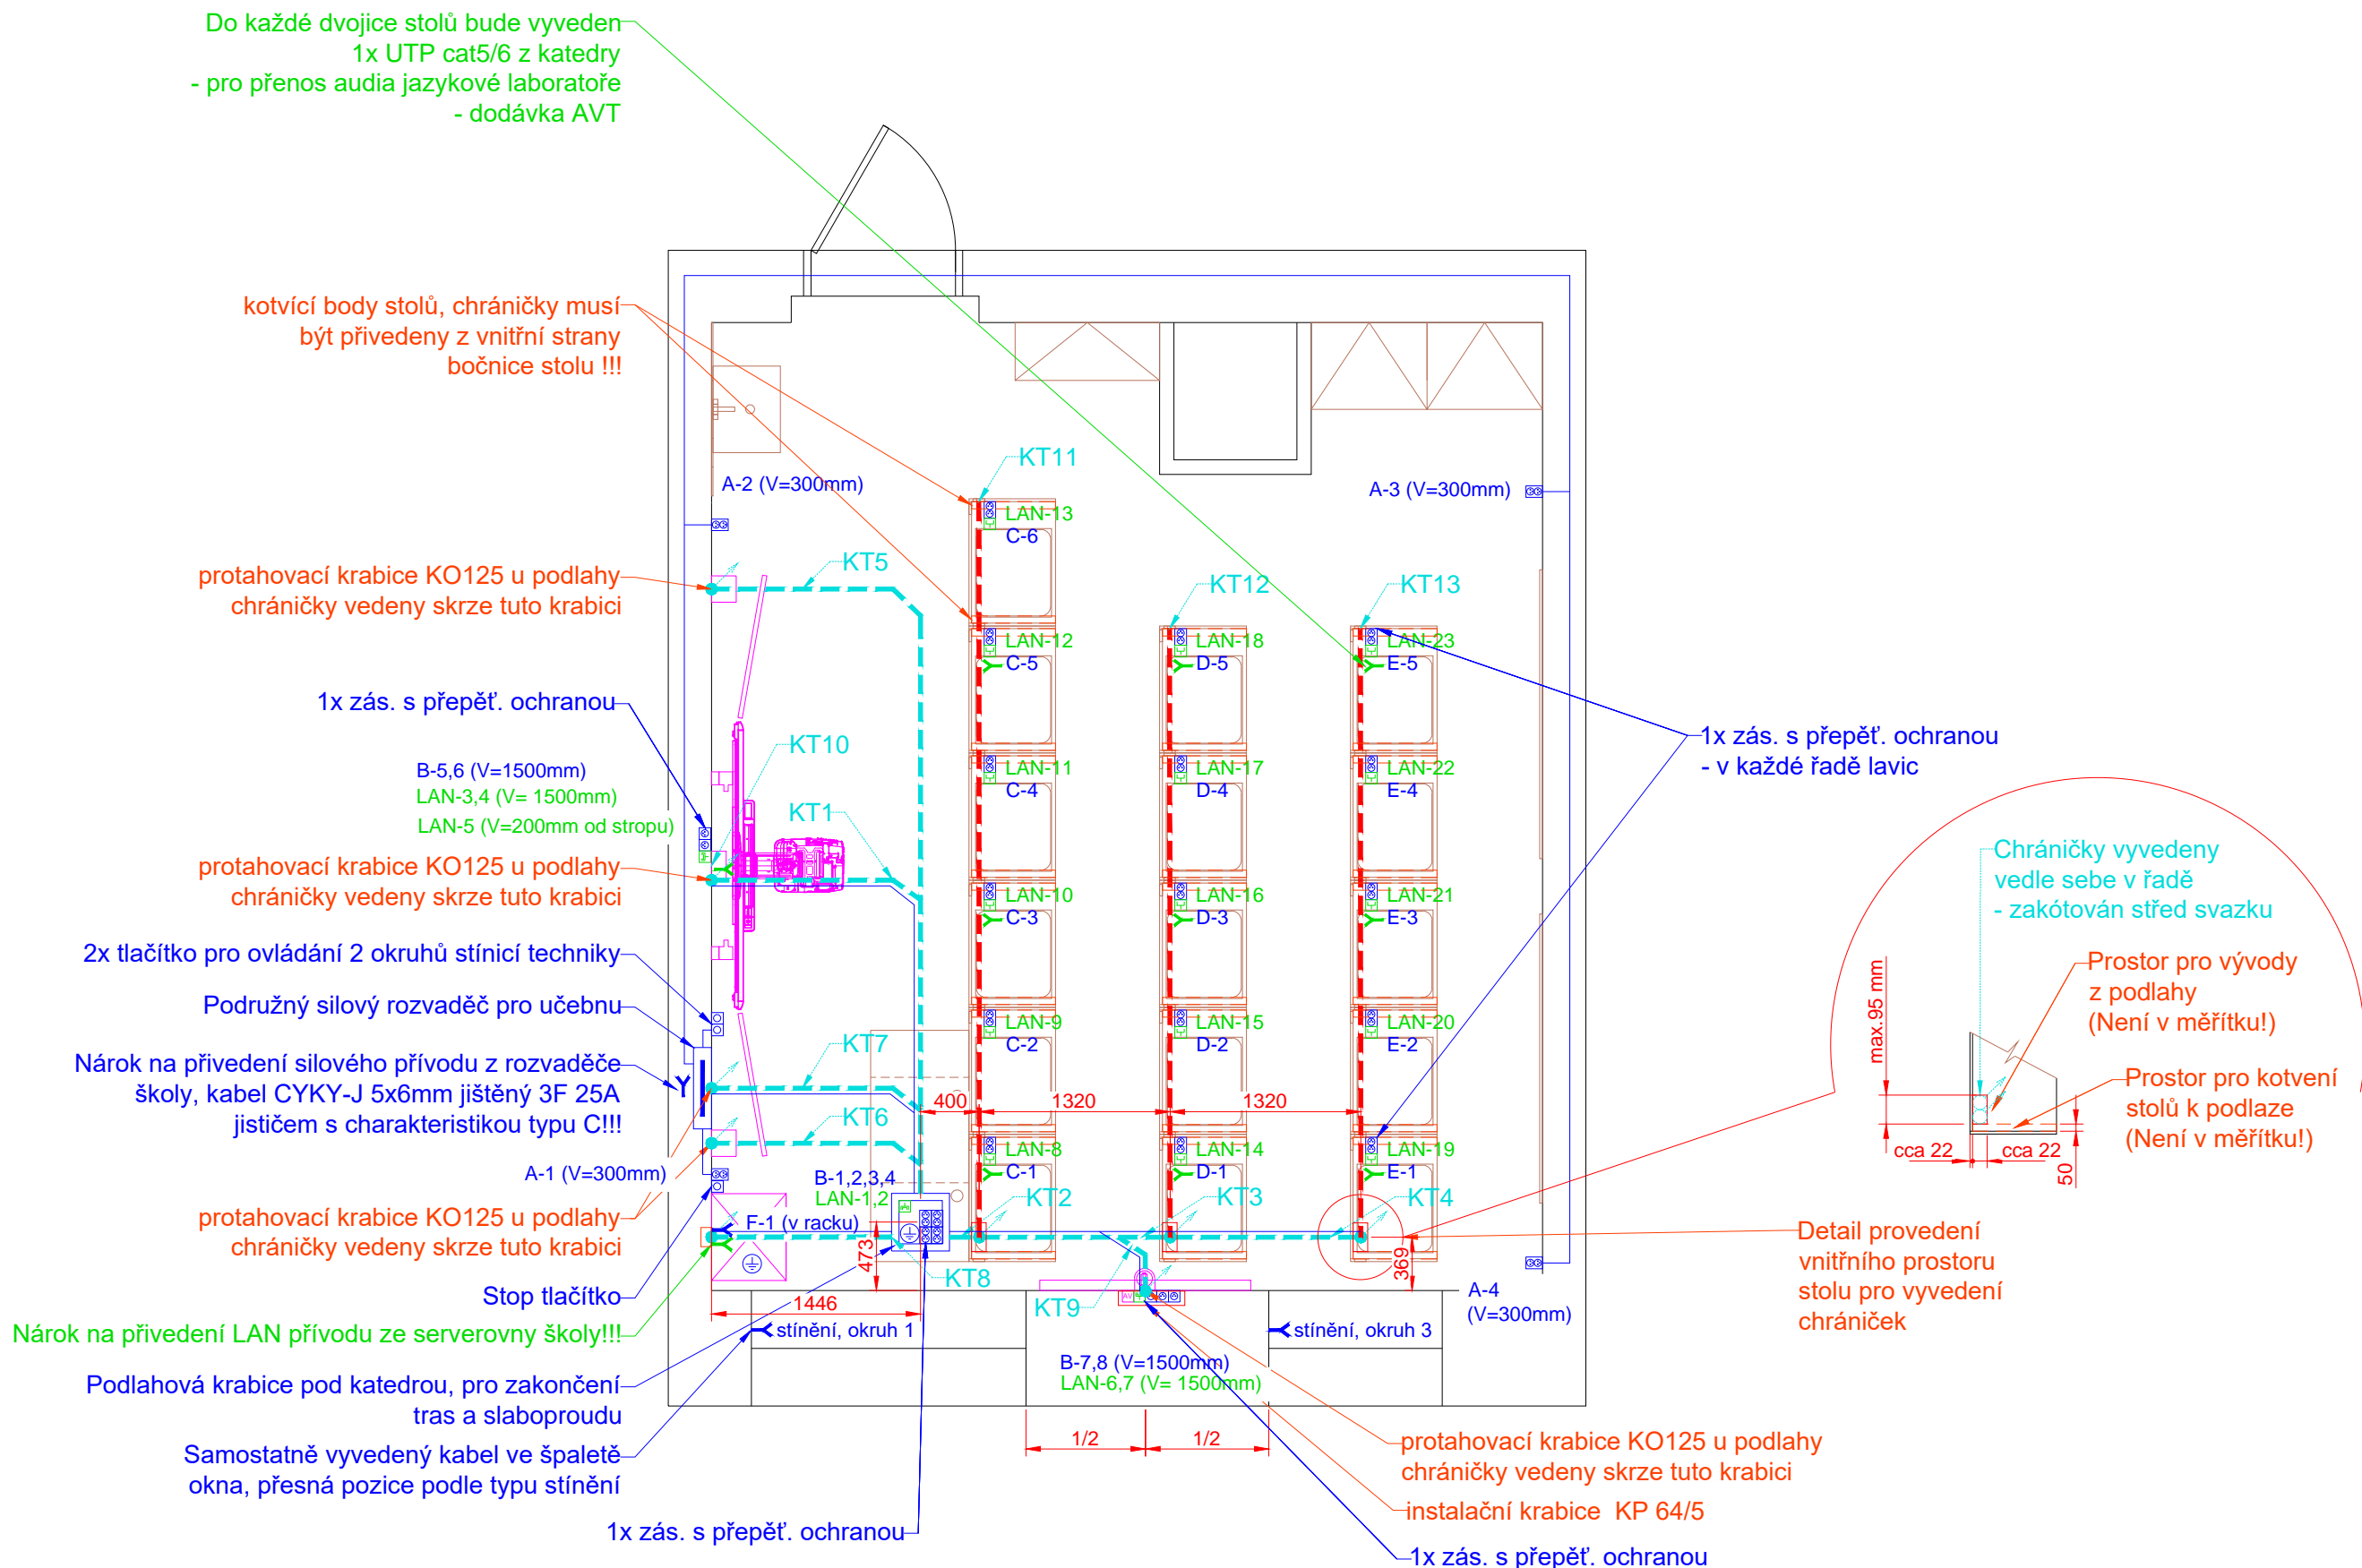 Do každé dvojice stolů bude vyveden
1x UTP cat5/6 z katedry
- pro přenos audia jazykové laboratoře
- dodávka AVT
kotvící body stolů, chráničky musí
být přivedeny z vnitřní strany
bočnice stolu !!!
A-2 (V=300mm)
KT11
LAN-13
C-6
A-3 (V=300mm)
protahovací krabice KO125 u podlahy
chráničky vedeny skrze tuto krabici
KT5
KT12
KT13
LAN-12
C-5
LAN-18
D-5
LAN-23
E-5
1x zás. s přepěť. ochranou
1x zás. s přepěť. ochranou
- v každé řadě lavic
KT10
B-5,6 (V=1500mm)
LAN-3,4 (V= 1500mm)
LAN-5 (V=200mm od stropu)
KT1
LAN-11
C-4
LAN-17
D-4
LAN-22
E-4
protahovací krabice KO125 u podlahy
chráničky vedeny skrze tuto krabici
LAN-10
C-3
LAN-16
D-3
LAN-21
E-3
Chráničky vyvedeny
vedle sebe v řadě
- zakótován střed svazku
2x tlačítko pro ovládání 2 okruhů stínicí techniky
Prostor pro vývody
z podlahy
(Není v měřítku!)
max.95 mm
Podružný silový rozvaděč pro učebnu
LAN-9
C-2
LAN-15
D-2
LAN-20
E-2
KT7
Nárok na přivedení silového přívodu z rozvaděče
školy, kabel CYKY-J 5x6mm jištěný 3F 25A
jističem s charakteristikou typu C!!!
Prostor pro kotvení
stolů k podlaze
(Není v měřítku!)
400
1320
1320
KT6
cca 22
cca 22
50
A-1 (V=300mm)
B-1,2,3,4
LAN-1,2
LAN-8
C-1
LAN-14
D-1
LAN-19
E-1
KT2
KT3
KT4
protahovací krabice KO125 u podlahy
chráničky vedeny skrze tuto krabici
F-1 (v racku)
473
369
KT8
KT9
Detail provedení
vnitřního prostoru
stolu pro vyvedení
chrániček
Stop tlačítko
1446
AV
A-4
(V=300mm)
Nárok na přivedení LAN přívodu ze serverovny školy!!!
stínění, okruh 1
stínění, okruh 3
B-7,8 (V=1500mm)
LAN-6,7 (V= 1500mm)
Podlahová krabice pod katedrou, pro zakončení
tras a slaboproudu
1/2
1/2
Samostatně vyvedený kabel ve špaletě
okna, přesná pozice podle typu stínění
protahovací krabice KO125 u podlahy
chráničky vedeny skrze tuto krabici
instalační krabice KP 64/5
1x zás. s přepěť. ochranou
1x zás. s přepěť. ochranou